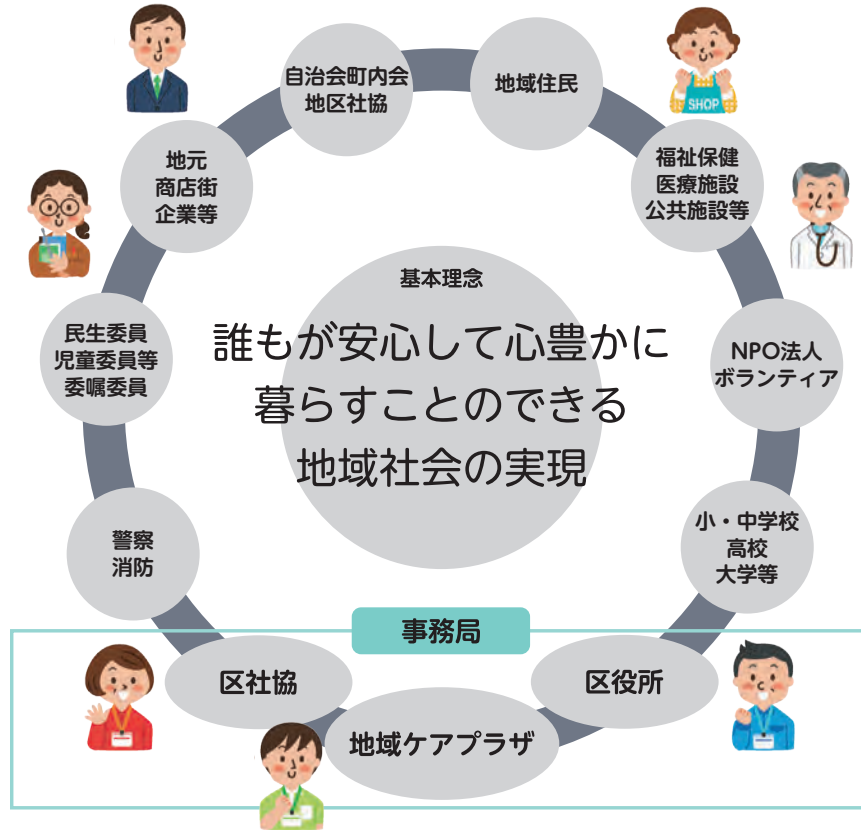 自治会町内会
地区社協
地域住民
SHOP
地元
商店街
企業等
福祉保健
医療施設
公共施設等
基本理念
誰もが安心して心豊かに
暮らすことのできる
地域社会の実現
民生委員
児童委員等
委嘱委員
NPO法人
ボランティア
警察
消防
小・中学校
高校
大学等
事務局
区社協
区役所
地域ケアプラザ